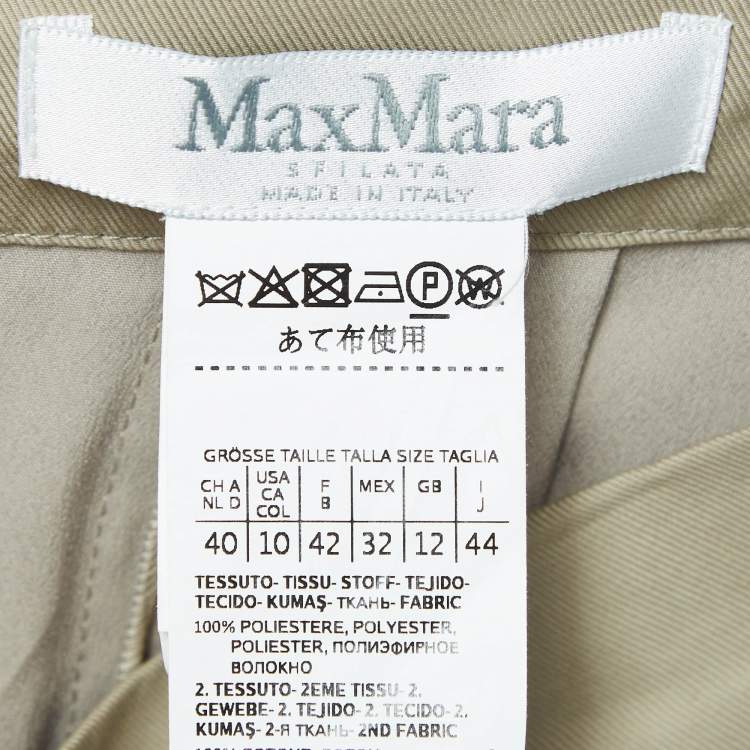 MaxMara
SFILATA
MADE IN ITALY
P W
あて布使用
GRÖSSE TAILLE TALLA SIZE TAGLIA
CH A NL D USA CA COL F B MEX GB I J
40 10 42 32 12 44
TESSUTO- TISSU- STOFF- TEJIDO-
TECIDO- KUMAŞ- ТКАНЬ- FABRIC
100% POLIESTERE, POLYESTER,
POLIESTER, ПОЛИЭФИРНОЕ
ВОЛОКНО
2. TESSUTO- 2EME TISSU- 2.
GEWEBE- 2. TEJIDO- 2. TECIDO- 2.
KUMAŞ- 2-Я ТКАНЬ- 2ND FABRIC